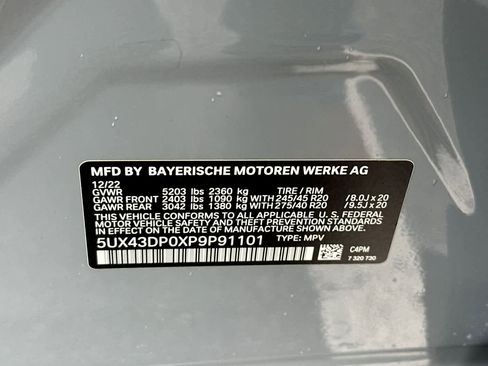 MFD BY BAYERISCHE MOTOREN WERKE AG
12/22
GVWR 5203 lbs 2360 kg TIRE / RIM
GAWR FRONT 2403 lbs 1090 kg WITH 245/45 R20 / 8.0J x 20
GAWR REAR 3042 lbs 1380 kg WITH 275/40 R20 / 9.5J x 20
THIS VEHICLE CONFORMS TO ALL APPLICABLE
U.S. FEDERAL MOTOR VEHICLE SAFETY,
BUMPER, AND THEFT PREVENTION STANDARDS
IN EFFECT ON THE DATE OF MANUFACTURE SHOWN ABOVE.
5UX43DP0XP9P91101 TYPE: MPV
C4PM
7 320 730